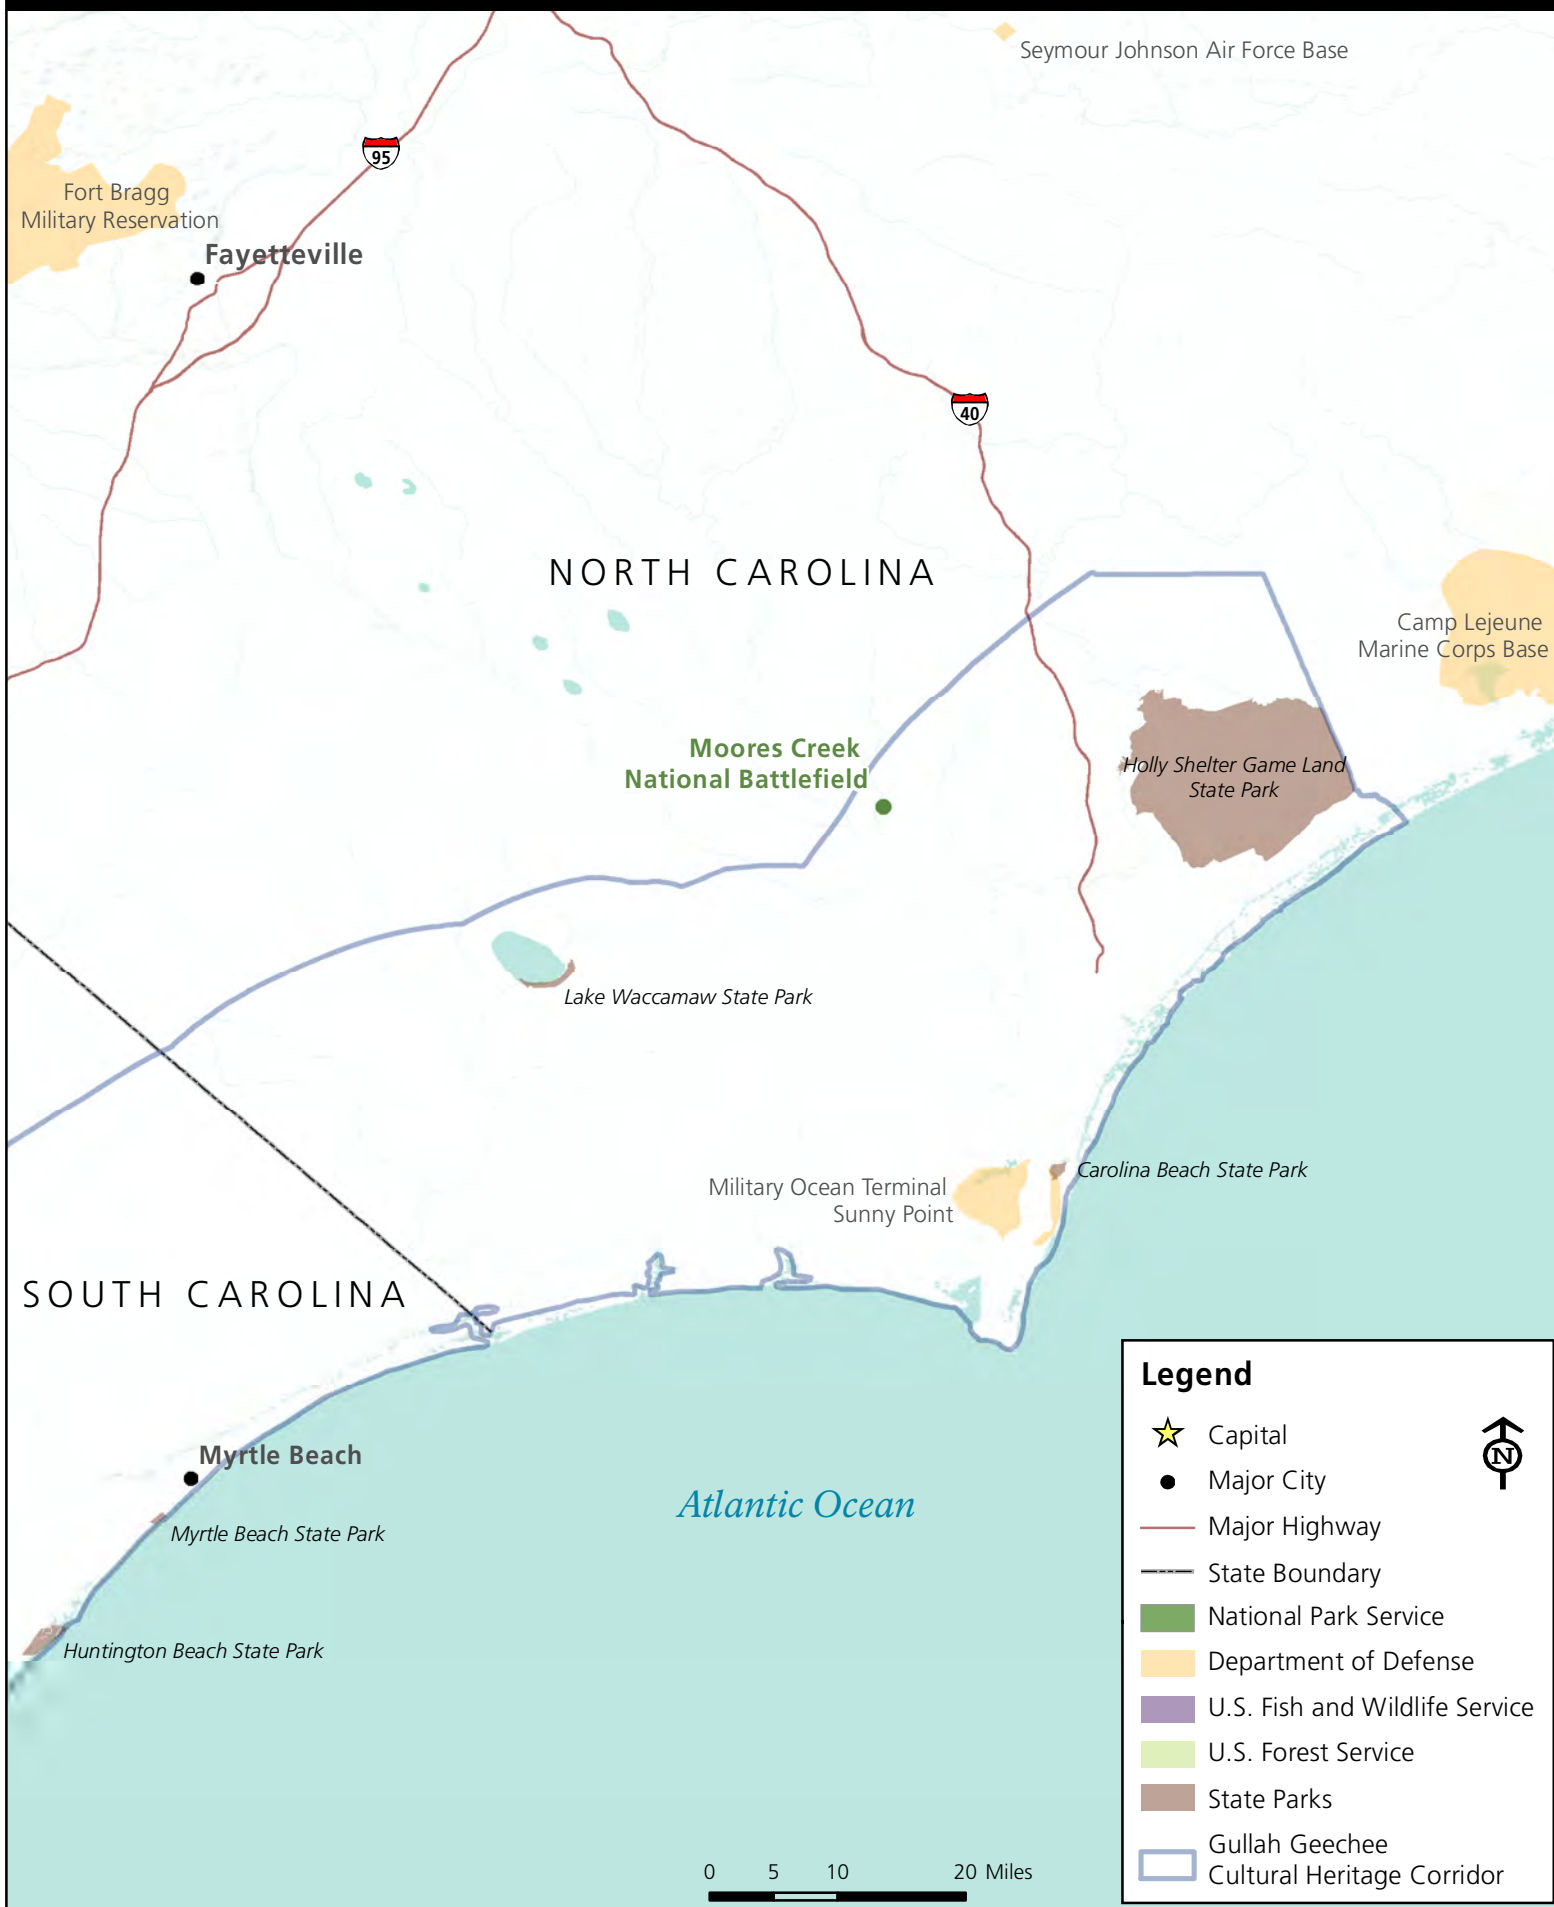 Seymour Johnson Air Force Base
95
Fort Bragg
Military Reservation
Fayetteville
40
NORTH CAROLINA
Camp Lejeune
Marine Corps Base
Moores Creek
National Battlefield
Holly Shelter Game Land
State Park
Lake Waccamaw State Park
Carolina Beach State Park
Military Ocean Terminal
Sunny Point
SOUTH CAROLINA
Myrtle Beach
Atlantic Ocean
Myrtle Beach State Park
Huntington Beach State Park
Legend
Capital
N
Major City
Major Highway
State Boundary
National Park Service
Department of Defense
U.S. Fish and Wildlife Service
U.S. Forest Service
State Parks
Gullah Geechee
Cultural Heritage Corridor
0 5 10 20 Miles